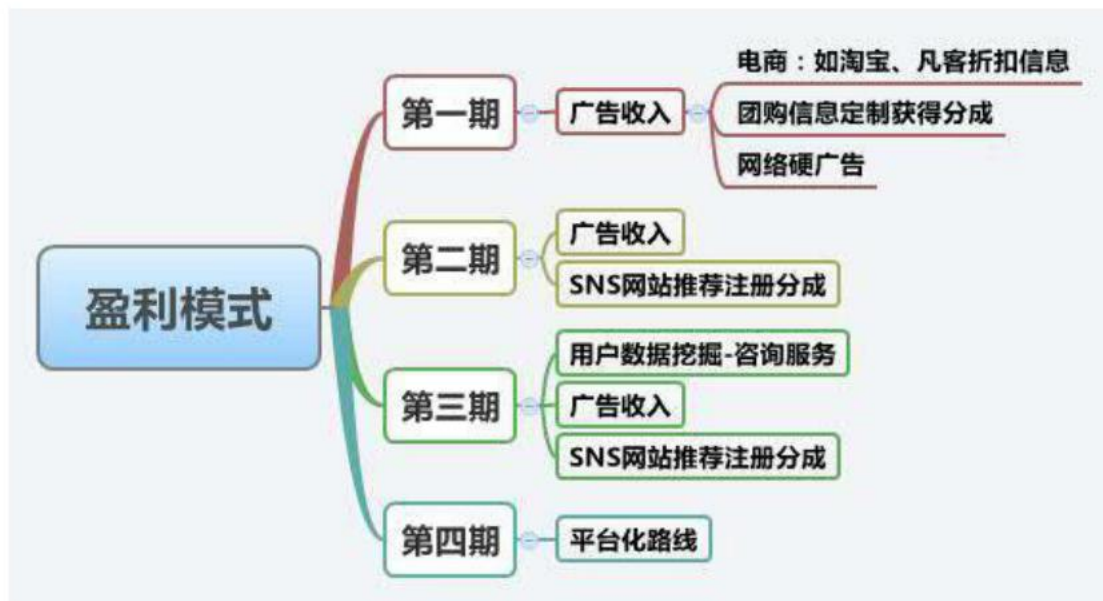 盈利模式
第一期
广告收入
电商：如淘宝、凡客折扣信息
团购信息定制获得分成
网络硬广告
第二期
广告收入
SNS网站推荐注册分成
第三期
用户数据挖掘-咨询服务
广告收入
SNS网站推荐注册分成
第四期
平台化路线